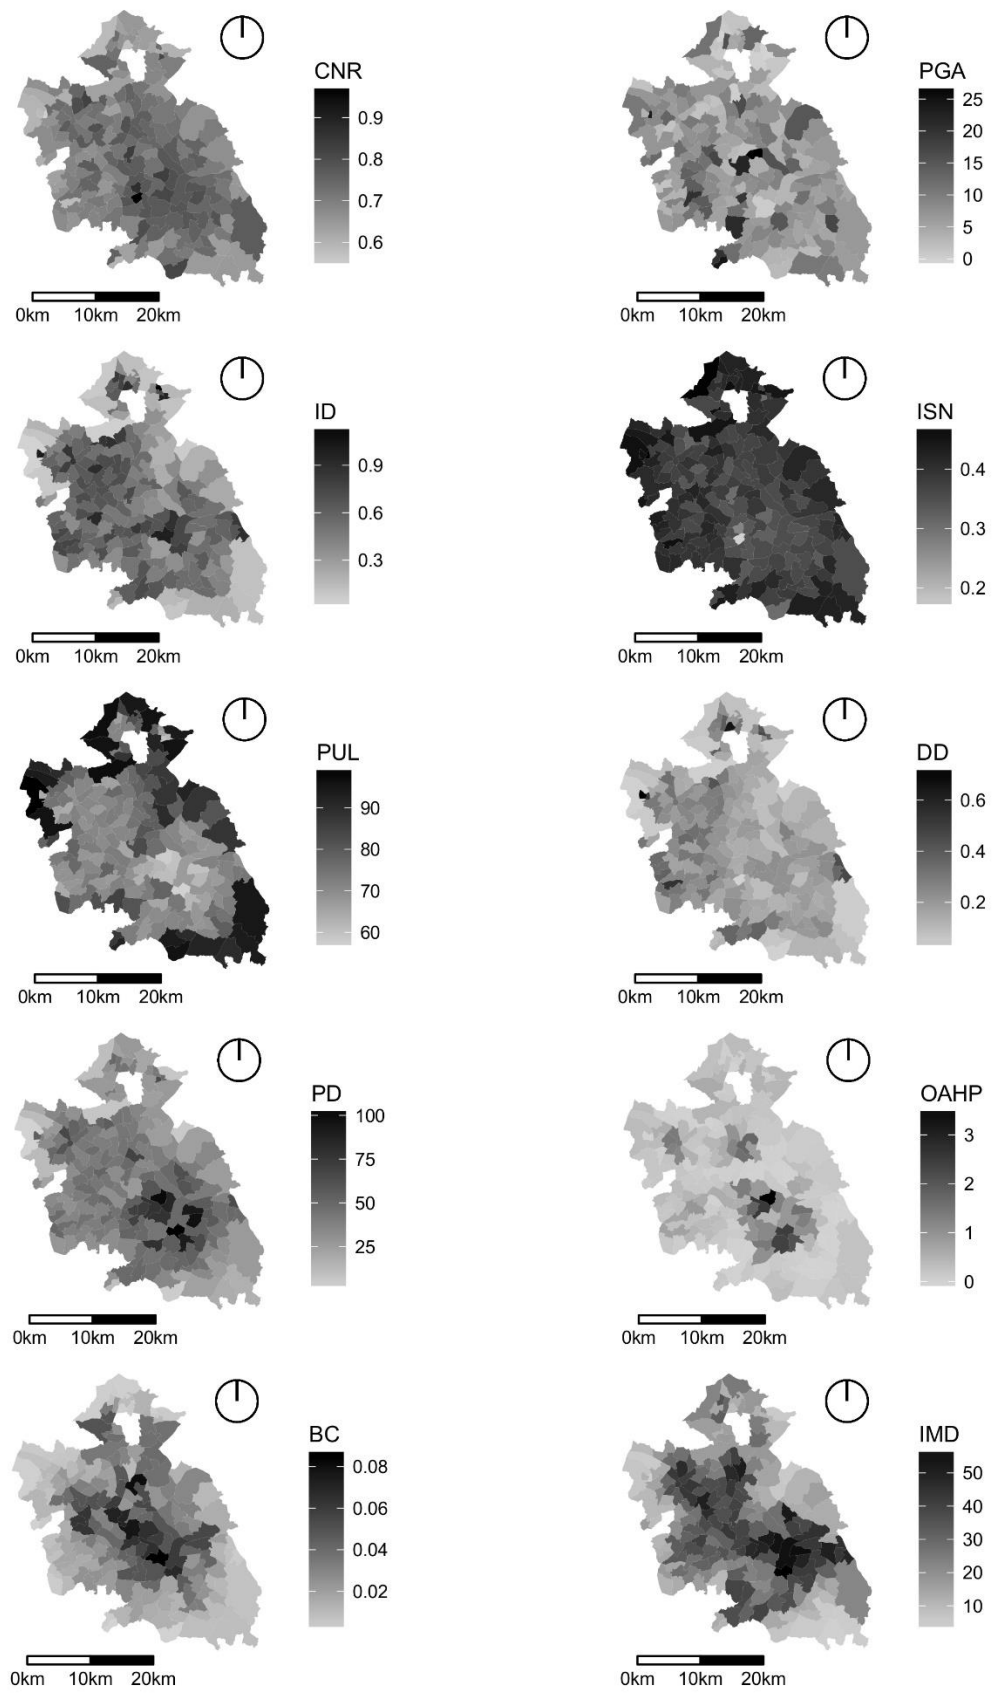 CNR
0.9
0.8
0.7
0.6
0km 10km 20km
PGA
25
20
15
10
5
0
0km 10km 20km
ID
0.9
0.6
0.3
0km 10km 20km
ISN
0.4
0.3
0.2
0km 10km 20km
PUL
90
80
70
60
0km 10km 20km
DD
0.6
0.4
0.2
0km 10km 20km
PD
100
75
50
25
0km 10km 20km
OAHP
3
2
1
0
0km 10km 20km
BC
0.08
0.06
0.04
0.02
0km 10km 20km
IMD
50
40
30
20
10
0km 10km 20km